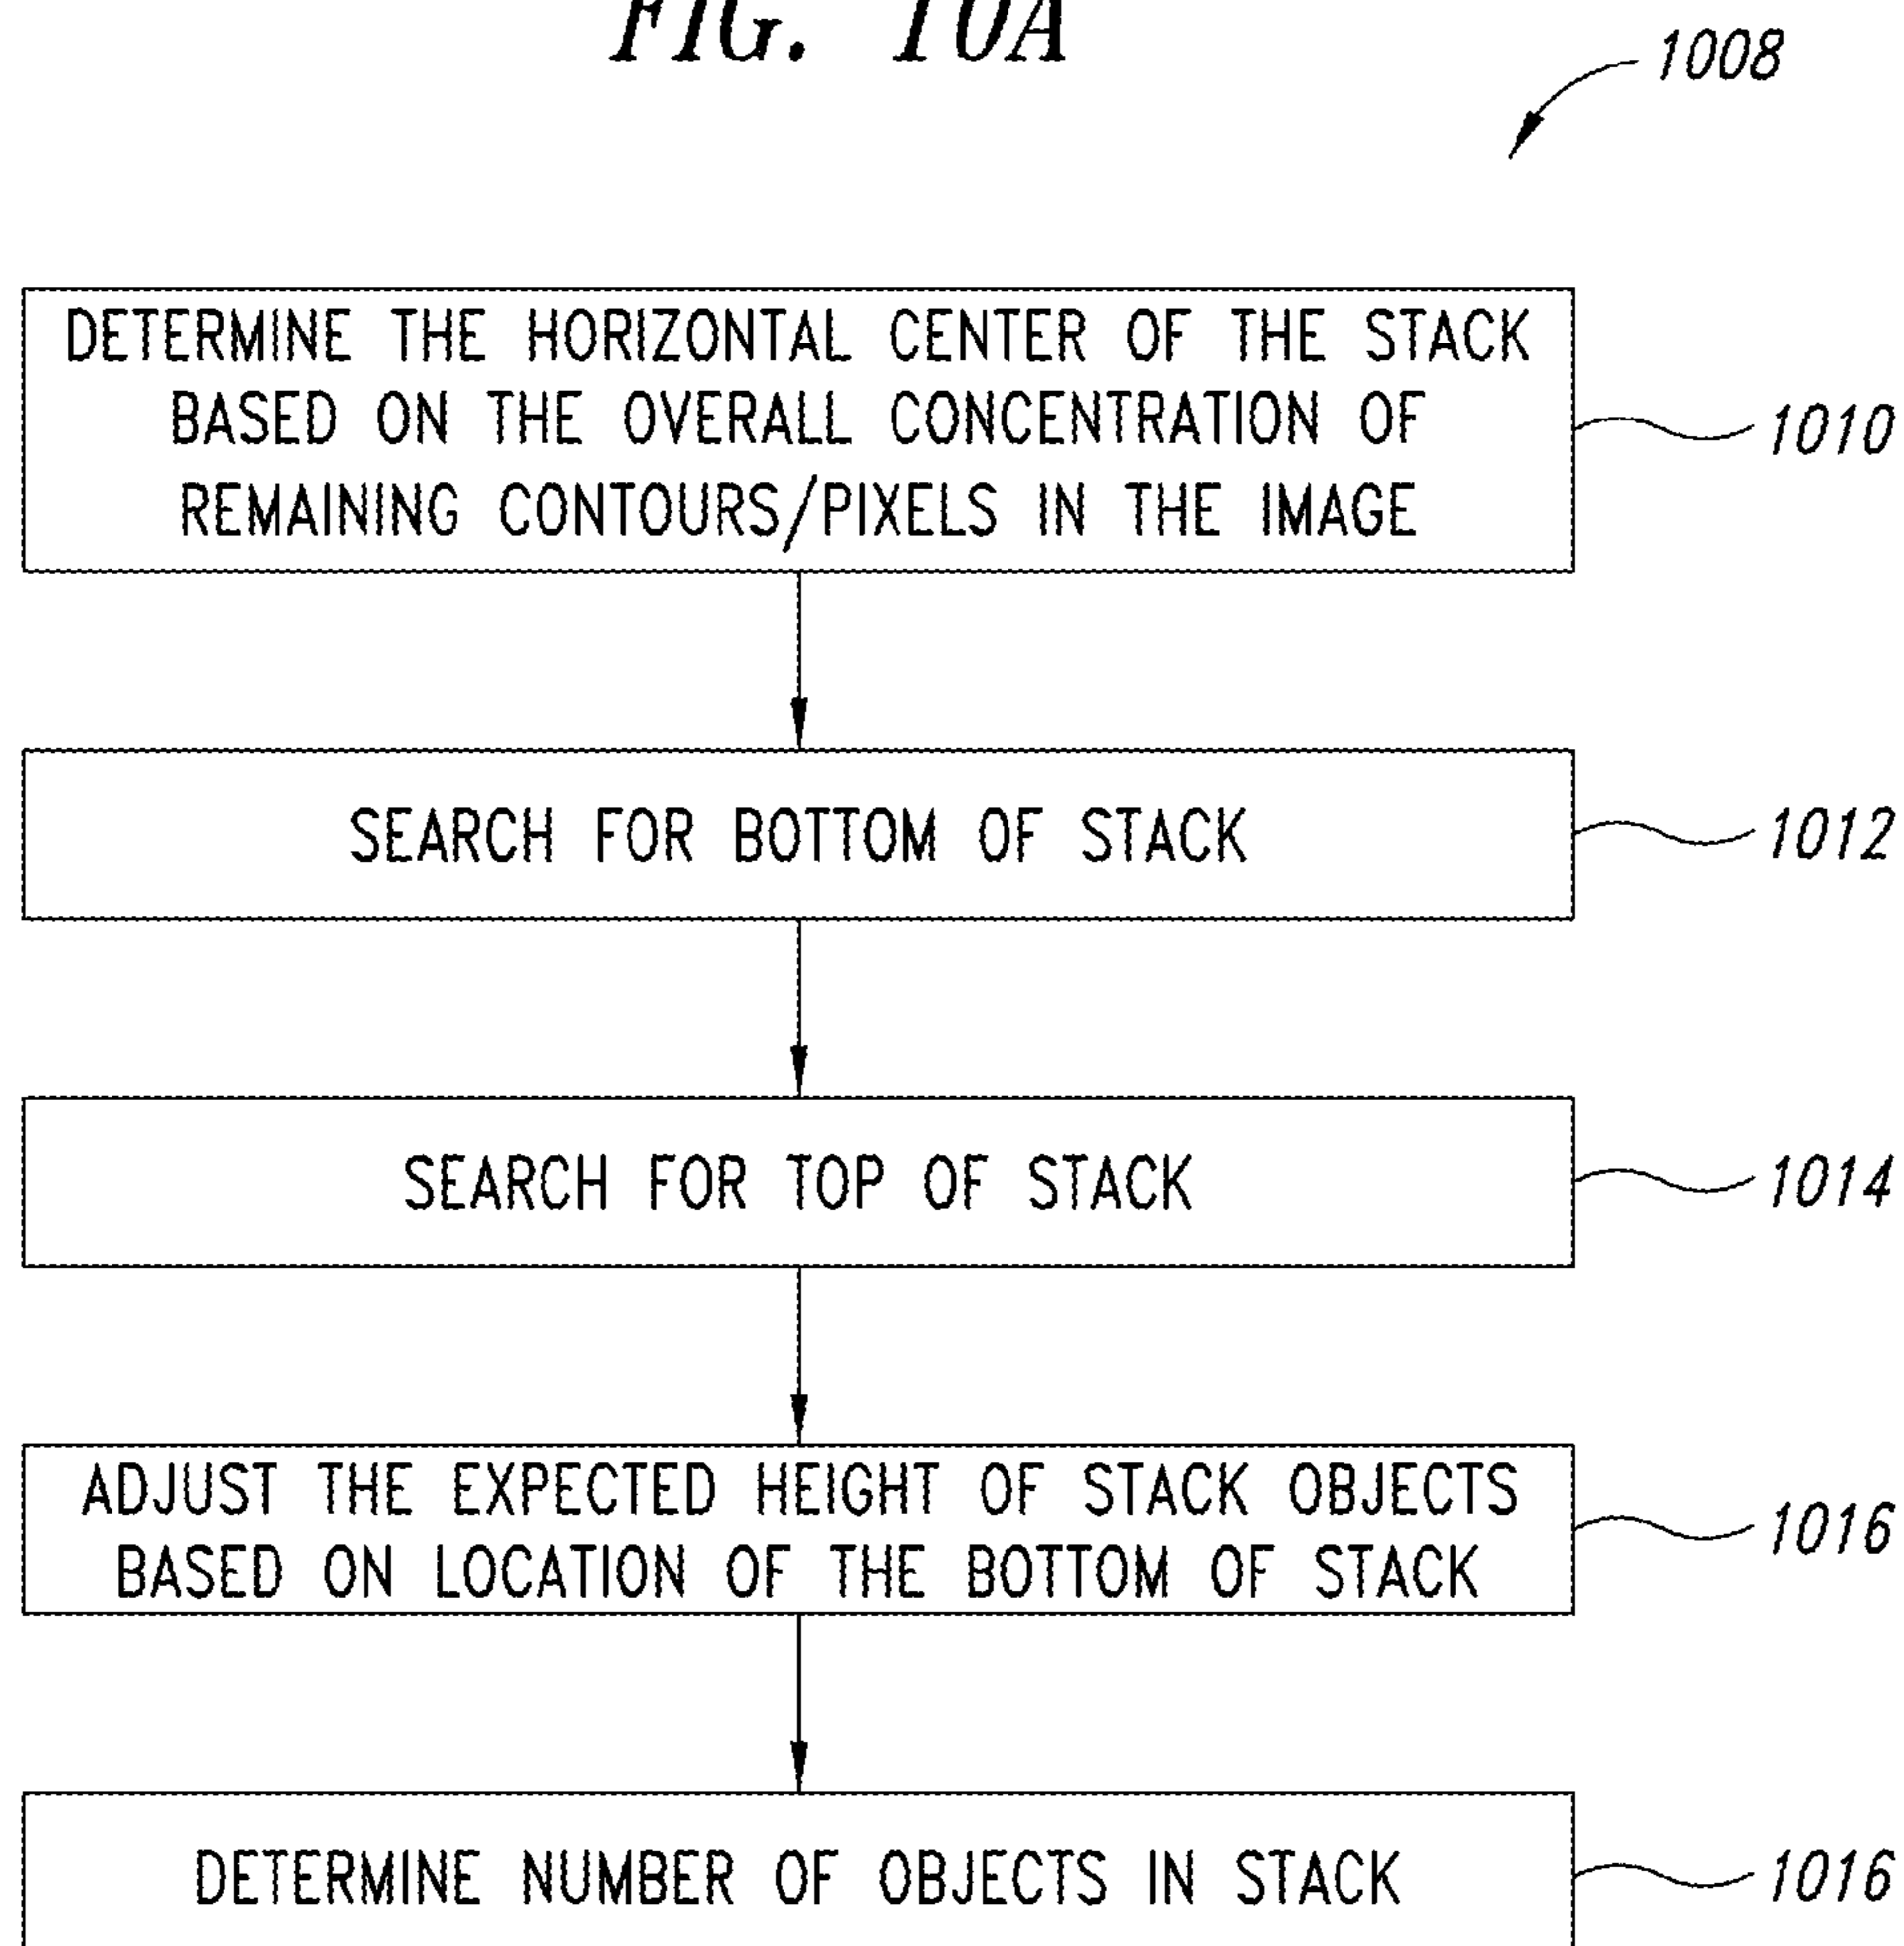 FIG. 10A
1008
DETERMINE THE HORIZONTAL CENTER OF THE STACK
BASED ON THE OVERALL CONCENTRATION OF
REMAINING CONTOURS/PIXELS IN THE IMAGE
1010
SEARCH FOR BOTTOM OF STACK
1012
SEARCH FOR TOP OF STACK
1014
ADJUST THE EXPECTED HEIGHT OF STACK OBJECTS
BASED ON LOCATION OF THE BOTTOM OF STACK
1016
DETERMINE NUMBER OF OBJECTS IN STACK
1016